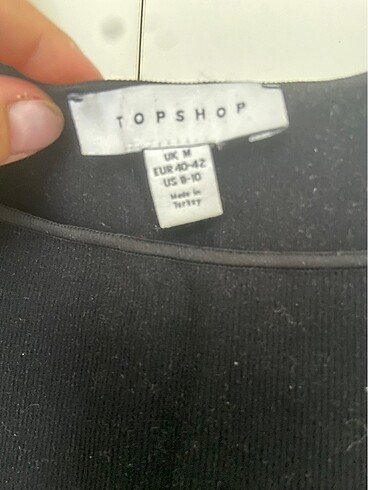 TOPSHOP
UK M
EUR 40-42
US 8-10
Made in
Turkey